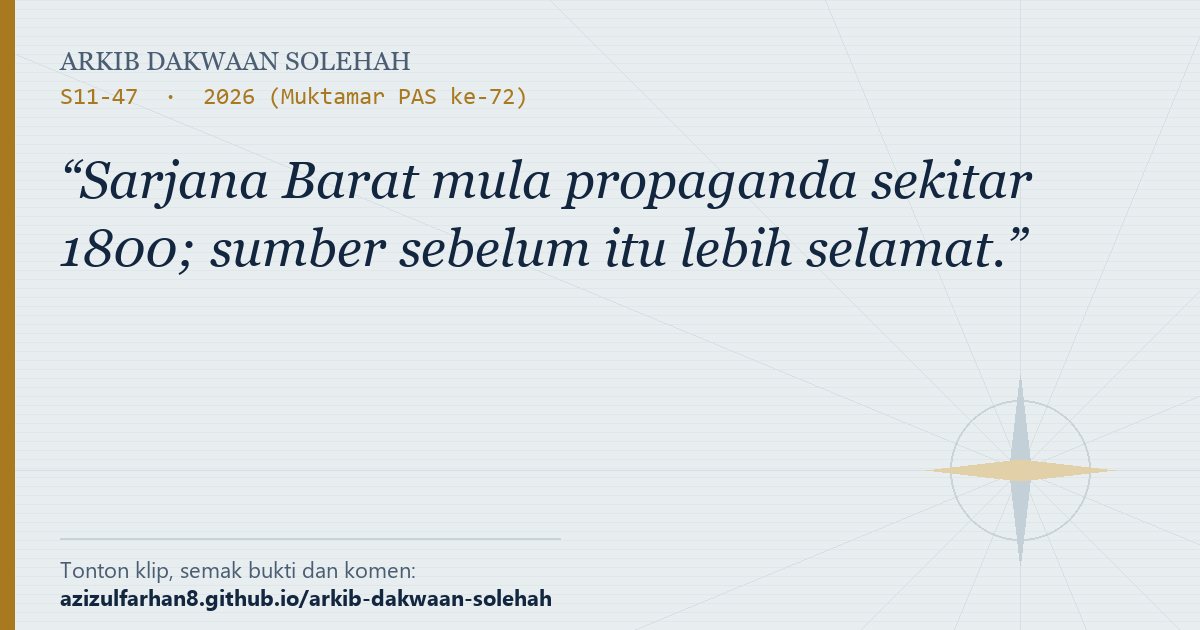 ARKIB DAKWAAN SOLEHAH
S11-47 · 2026 (Muktamar PAS ke-72)
“Sarjana Barat mula propaganda sekitar
1800; sumber sebelum itu lebih selamat.”
Tonton klip, semak bukti dan komen:
azizulfarhan8.github.io/arkib-dakwaan-solehah